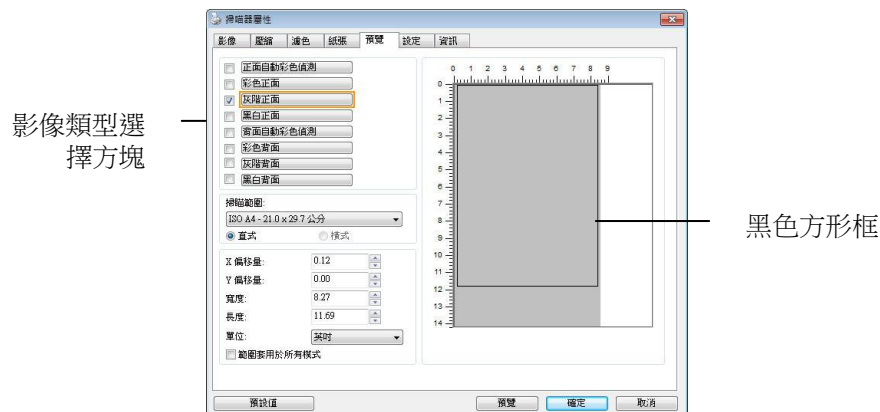 掃瞄器屬性
影像 壓縮 濾色 紙張 預覽 設定 資訊
正面自動彩色偵測
彩色正面
灰階正面
黑白正面
背面自動彩色偵測
彩色背面
灰階背面
黑白背面
影像類型選
擇方塊
掃瞄範圍:
ISO A4 - 21.0 x 29.7 公分
直式 橫式
X 偏移量: 0.12
Y 偏移量: 0.00
寬度: 8.27
長度: 11.69
單位: 英吋
範圍套用於所有模式
0 1 2 3 4 5 6 7 8 9
0
1
2
3
4
5
6
7
8
9
10
11
12
13
14
黑色方形框
預設值 預覽 確定 取消